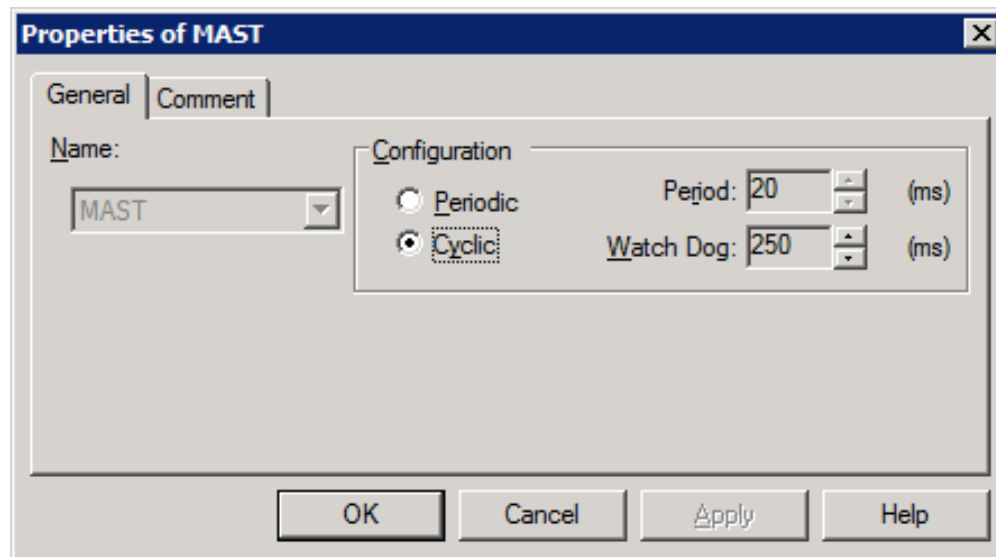 Properties of MAST
General Comment
Name:
MAST
Configuration
Periodic
Cyclic
Period: 20 (ms)
Watch Dog: 250 (ms)
OK Cancel Apply Help